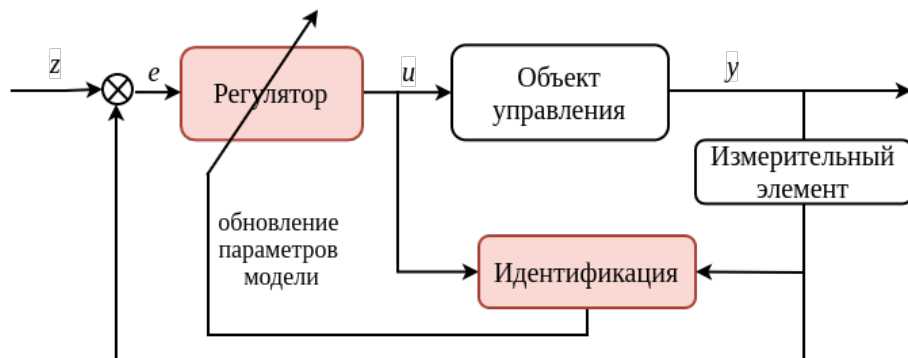 z
e
Регулятор
u
Объект
управления
y
Измерительный
элемент
обновление
параметров
модели
Идентификация